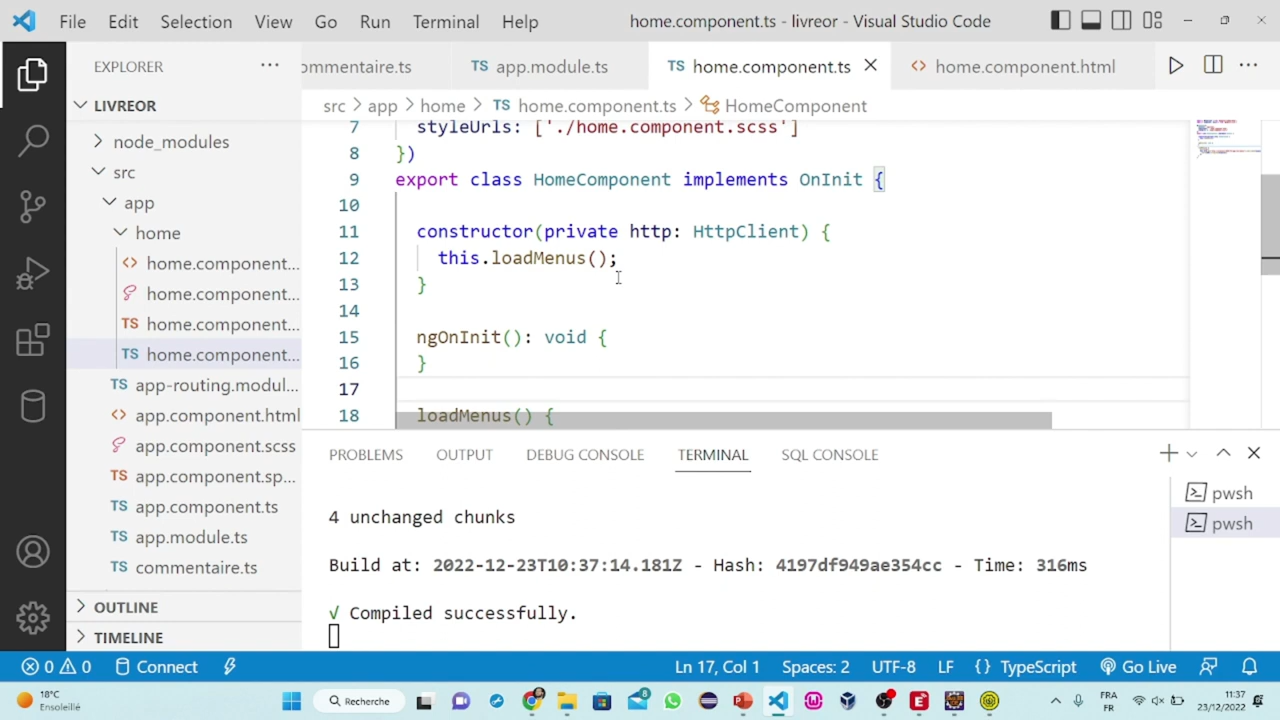 File Edit Selection View Go Run Terminal Help home.component.ts - livreor - Visual Studio Code
EXPLORER ommentaire.ts TS app.module.ts TS home.component.ts <> home.component.html
LIVREOR
src > app > home > TS home.component.ts > HomeComponent
node_modules
src
app
home
<> home.component...
home.component...
TS home.component...
TS home.component...
TS app-routing.modul...
<> app.component.html
app.component.scss
TS app.component.sp...
TS app.component.ts
TS app.module.ts
TS commentaire.ts
OUTLINE
TIMELINE
7 styleUrls: ['./home.component.scss']
8 })
9 export class HomeComponent implements OnInit {
10
11 constructor(private http: HttpClient) {
12 this.loadMenus();
13 }
14
15 ngOnInit(): void {
16 }
17
18 loadMenus() {
PROBLEMS OUTPUT DEBUG CONSOLE TERMINAL SQL CONSOLE
pwsh
pwsh
4 unchanged chunks
Build at: 2022-12-23T10:37:14.181Z - Hash: 4197df949ae354cc - Time: 316ms
√ Compiled successfully.
0 0 Connect Ln 17, Col 1 Spaces: 2 UTF-8 LF {} TypeScript Go Live
18°C
Ensoleillé
Recherche
8
FRA
FR
11:37
23/12/2022